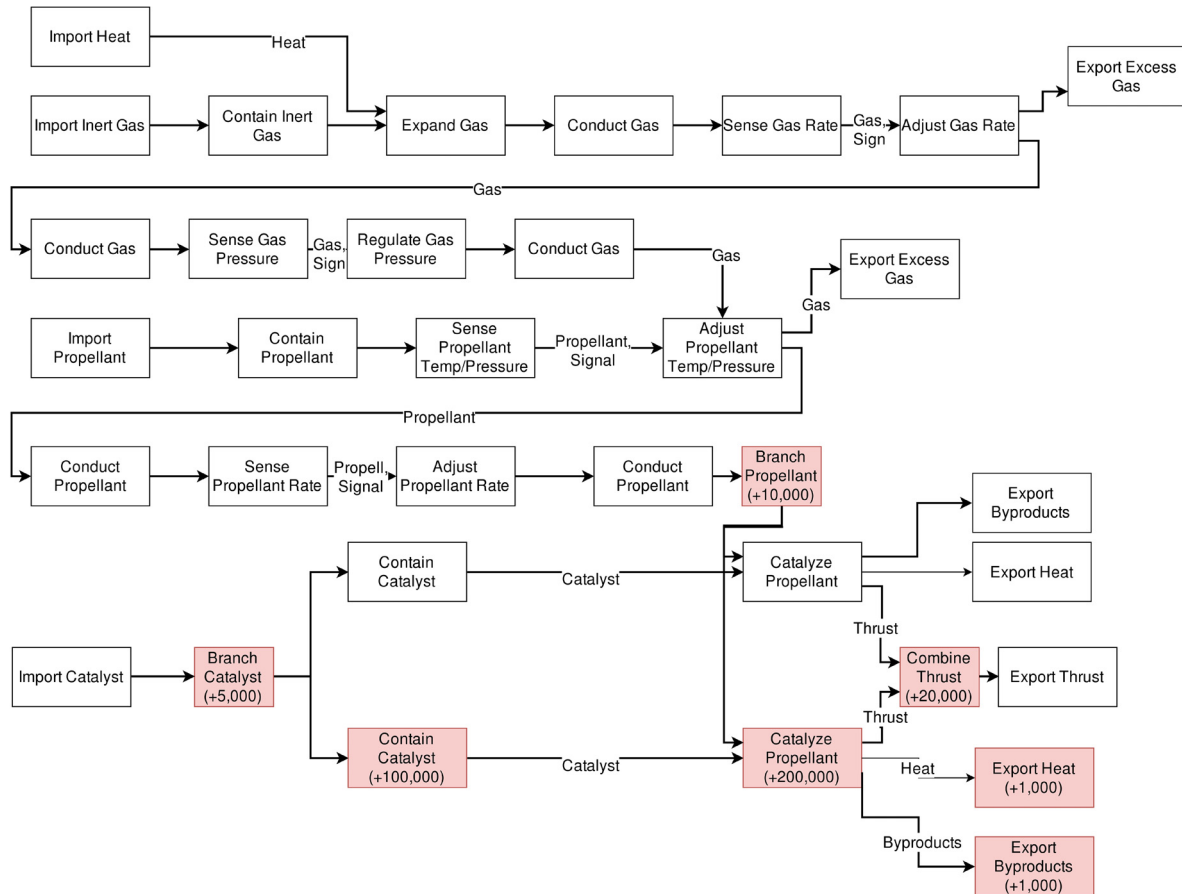 Import Heat
Heat
Export Excess
Gas
Import Inert Gas
Contain Inert
Gas
Expand Gas
Conduct Gas
Sense Gas Rate
Gas,
Sign
Adjust Gas Rate
Gas
Conduct Gas
Sense Gas
Pressure
Gas,
Sign
Regulate Gas
Pressure
Conduct Gas
Gas
Export Excess
Gas
Gas
Import
Propellant
Contain
Propellant
Sense
Propellant
Temp/Pressure
Propellant,
Signal
Adjust
Propellant
Temp/Pressure
Propellant
Conduct
Propellant
Sense
Propellant Rate
Propell,
Signal
Adjust
Propellant Rate
Conduct
Propellant
Branch
Propellant
(+10,000)
Export
Byproducts
Contain
Catalyst
Catalyst
Catalyze
Propellant
Export Heat
Thrust
Import Catalyst
Branch
Catalyst
(+5,000)
Combine
Thrust
(+20,000)
Export Thrust
Thrust
Contain
Catalyst
(+100,000)
Catalyst
Catalyze
Propellant
(+200,000)
Heat
Export Heat
(+1,000)
Byproducts
Export
Byproducts
(+1,000)